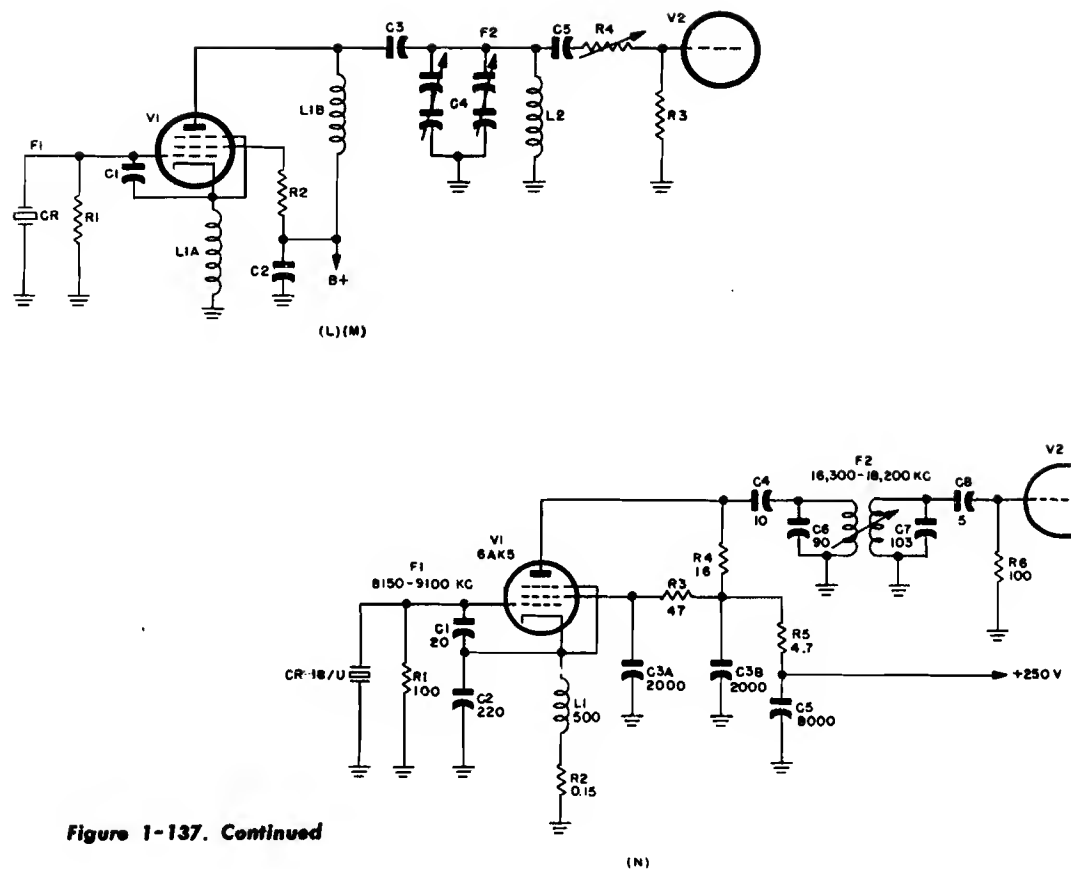 C3
F2
C5
R4
V2
C4
L1B
L2
R3
V1
F1
C1
R2
CR
R1
L1A
C2
B+
(L)(M)
F2
16,300-18,200 KC
V2
C4
10
C6
90
C7
103
C8
5
R4
16
R6
100
V1
6AK5
F1
8150-9100 KC
R3
47
R5
4.7
C1
20
CR-18/U
R1
100
C2
220
L1
500
C3A
2000
C3B
2000
+250 V
C5
8000
R2
0.15
Figure 1-137. Continued
(N)